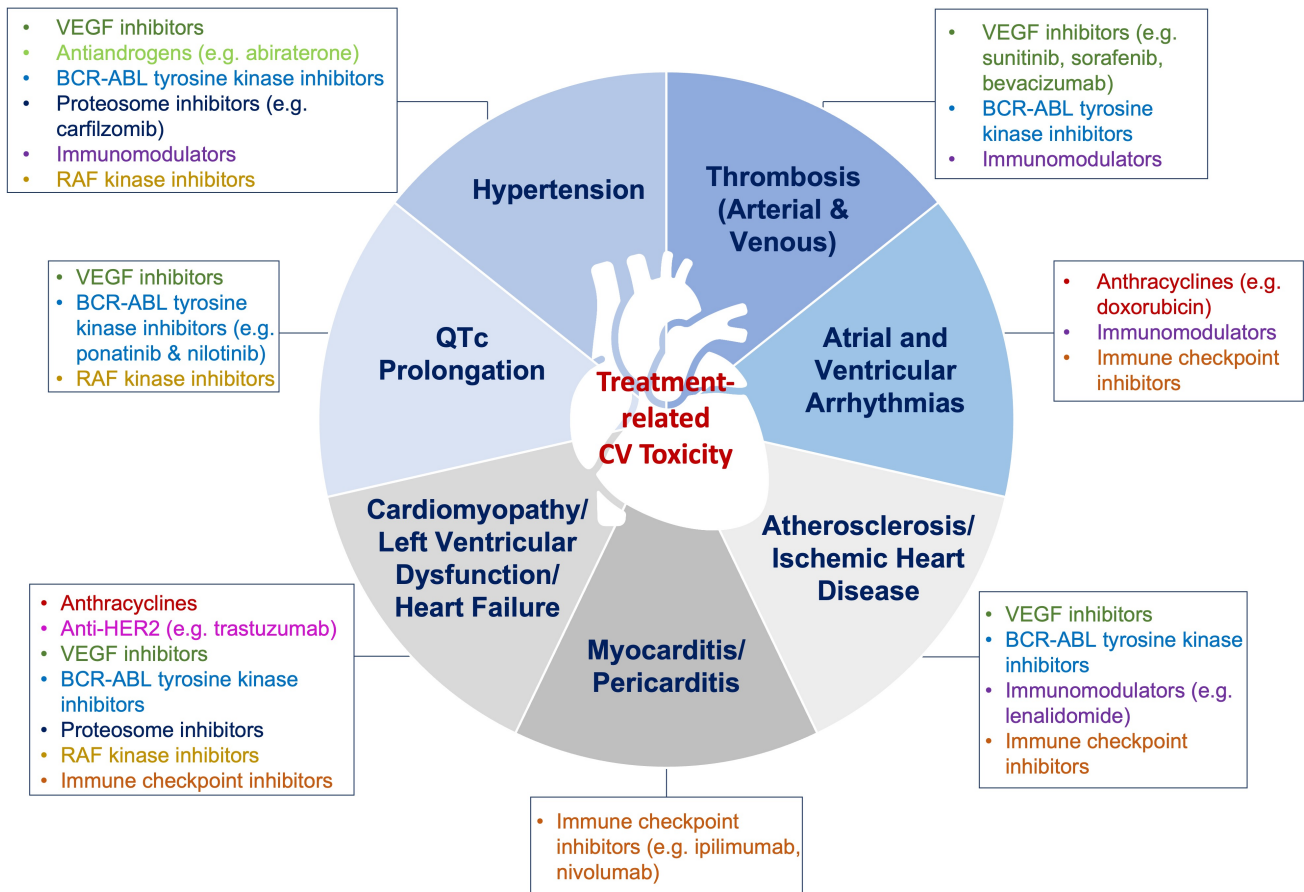 • VEGF inhibitors
• Antiandrogens (e.g. abiraterone)
• BCR-ABL tyrosine kinase inhibitors
• Proteosome inhibitors (e.g.
carfilzomib)
• Immunomodulators
• RAF kinase inhibitors
• VEGF inhibitors (e.g.
sunitinib, sorafenib,
bevacizumab)
• BCR-ABL tyrosine
kinase inhibitors
• Immunomodulators
Hypertension
Thrombosis
(Arterial &
Venous)
• VEGF inhibitors
• BCR-ABL tyrosine
kinase inhibitors (e.g.
ponatinib & nilotinib)
• RAF kinase inhibitors
QTc
Prolongation
Treatment-
related
CV Toxicity
Atrial and
Ventricular
Arrhythmias
• Anthracyclines (e.g.
doxorubicin)
• Immunomodulators
• Immune checkpoint
inhibitors
Cardiomyopathy/
Left Ventricular
Dysfunction/
Heart Failure
Atherosclerosis/
Ischemic Heart
Disease
• Anthracyclines
• Anti-HER2 (e.g. trastuzumab)
• VEGF inhibitors
• BCR-ABL tyrosine kinase
inhibitors
• Proteosome inhibitors
• RAF kinase inhibitors
• Immune checkpoint inhibitors
Myocarditis/
Pericarditis
• VEGF inhibitors
• BCR-ABL tyrosine kinase
inhibitors
• Immunomodulators (e.g.
lenalidomide)
• Immune checkpoint
inhibitors
• Immune checkpoint
inhibitors (e.g. ipilimumab,
nivolumab)